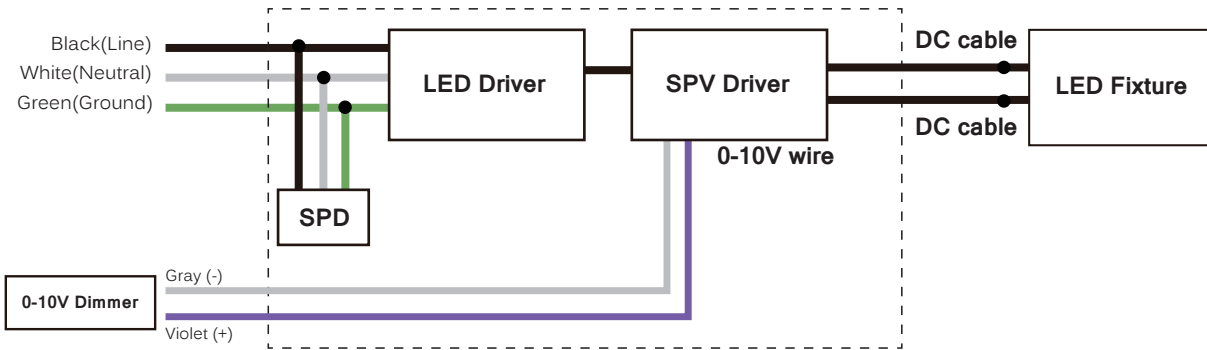 Black(Line)
White(Neutral)
Green(Ground)
LED Driver
SPV Driver
DC cable
DC cable
LED Fixture
0-10V wire
SPD
0-10V Dimmer
Gray (-)
Violet (+)